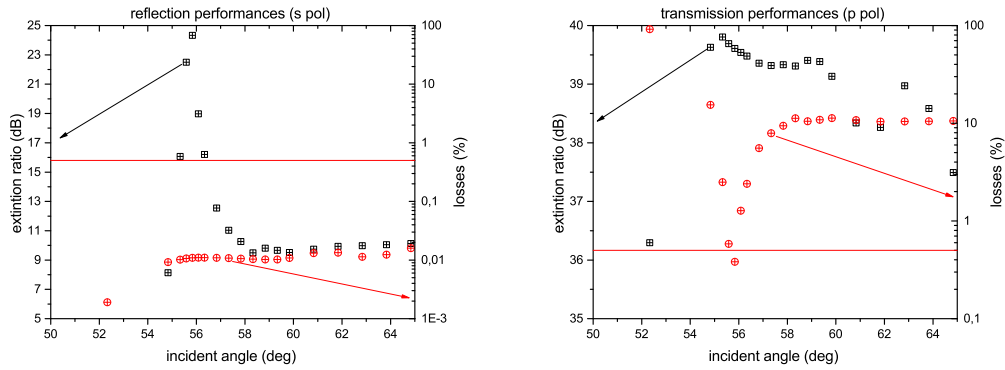 reflection performances (s pol)
25
23
21
19
17
15
13
11
9
7
5
extintion ratio (dB)
100
10
1
0,1
0,01
1E-3
losses (%)
50 52 54 56 58 60 62 64
incident angle (deg)
transmission performances (p pol)
40
39
38
37
36
35
extinction ratio (dB)
100
10
1
0,1
losses (%)
50 52 54 56 58 60 62 64
incident angle (deg)